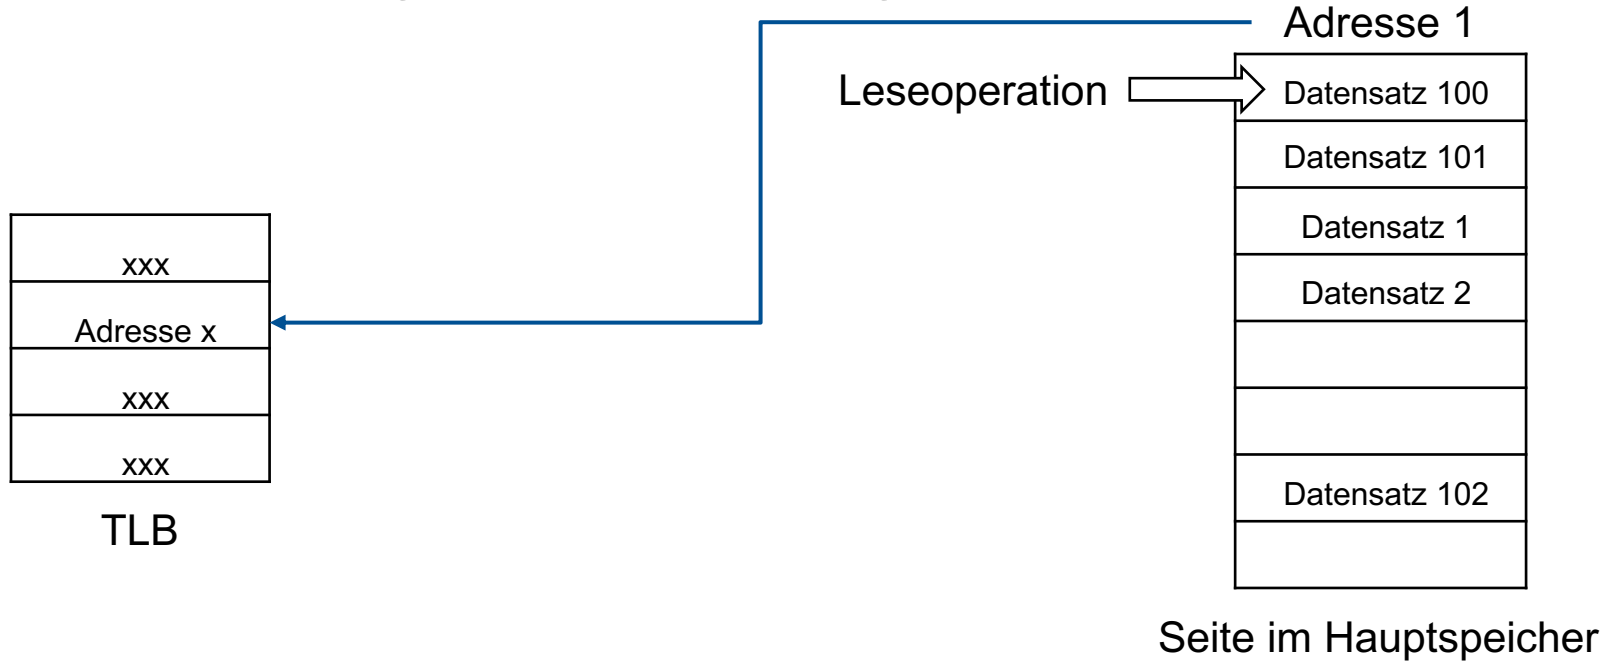 Adresse 1
Leseoperation
Datensatz 100
Datensatz 101
Datensatz 1
Datensatz 2
Datensatz 102
Seite im Hauptspeicher
xxx
Adresse x
xxx
xxx
TLB